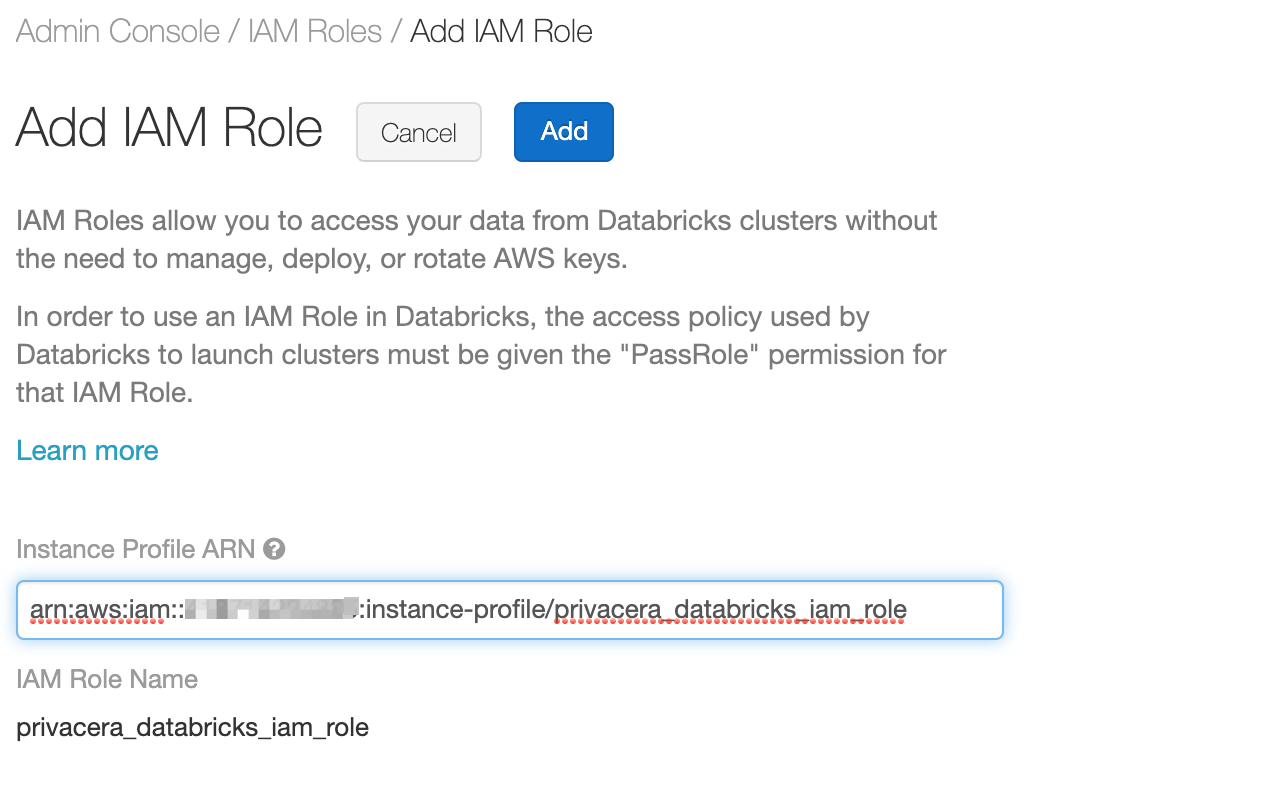 Admin Console / IAM Roles / Add IAM Role
Add IAM Role Cancel Add
IAM Roles allow you to access your data from Databricks clusters without
the need to manage, deploy, or rotate AWS keys.
In order to use an IAM Role in Databricks, the access policy used by
Databricks to launch clusters must be given the "PassRole" permission for
that IAM Role.
Learn more
Instance Profile ARN ?
arn:aws:iam:: :instance-profile/privacera_databricks_iam_role
IAM Role Name
privacera_databricks_iam_role